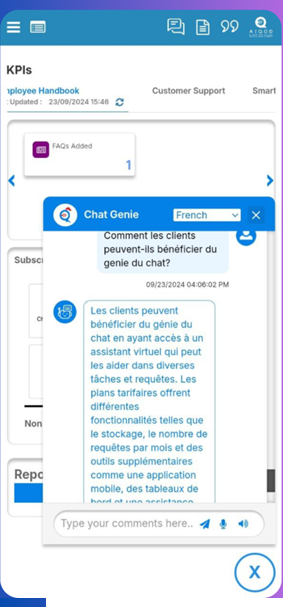 AIQOD
KPIs
nployee Handbook
Customer Support
Smart
: Updated : 23/09/2024 15:46
FAQs Added
1
Chat Genie
French
Comment les clients
peuvent-ils bénéficier du
genie du chat?
09/23/2024 04:06:02 PM
Subsc
Les clients peuvent
bénéficier du génie du
chat en ayant accès à un
assistant virtuel qui peut
les aider dans diverses
tâches et requêtes. Les
plans tarifaires offrent
différentes
fonctionnalités telles que
le stockage, le nombre de
requêtes par mois et des
outils supplémentaires
comme une application
mobile, des tableaux de
bord et une assistance
Non
Repo
Type your comments here..
X